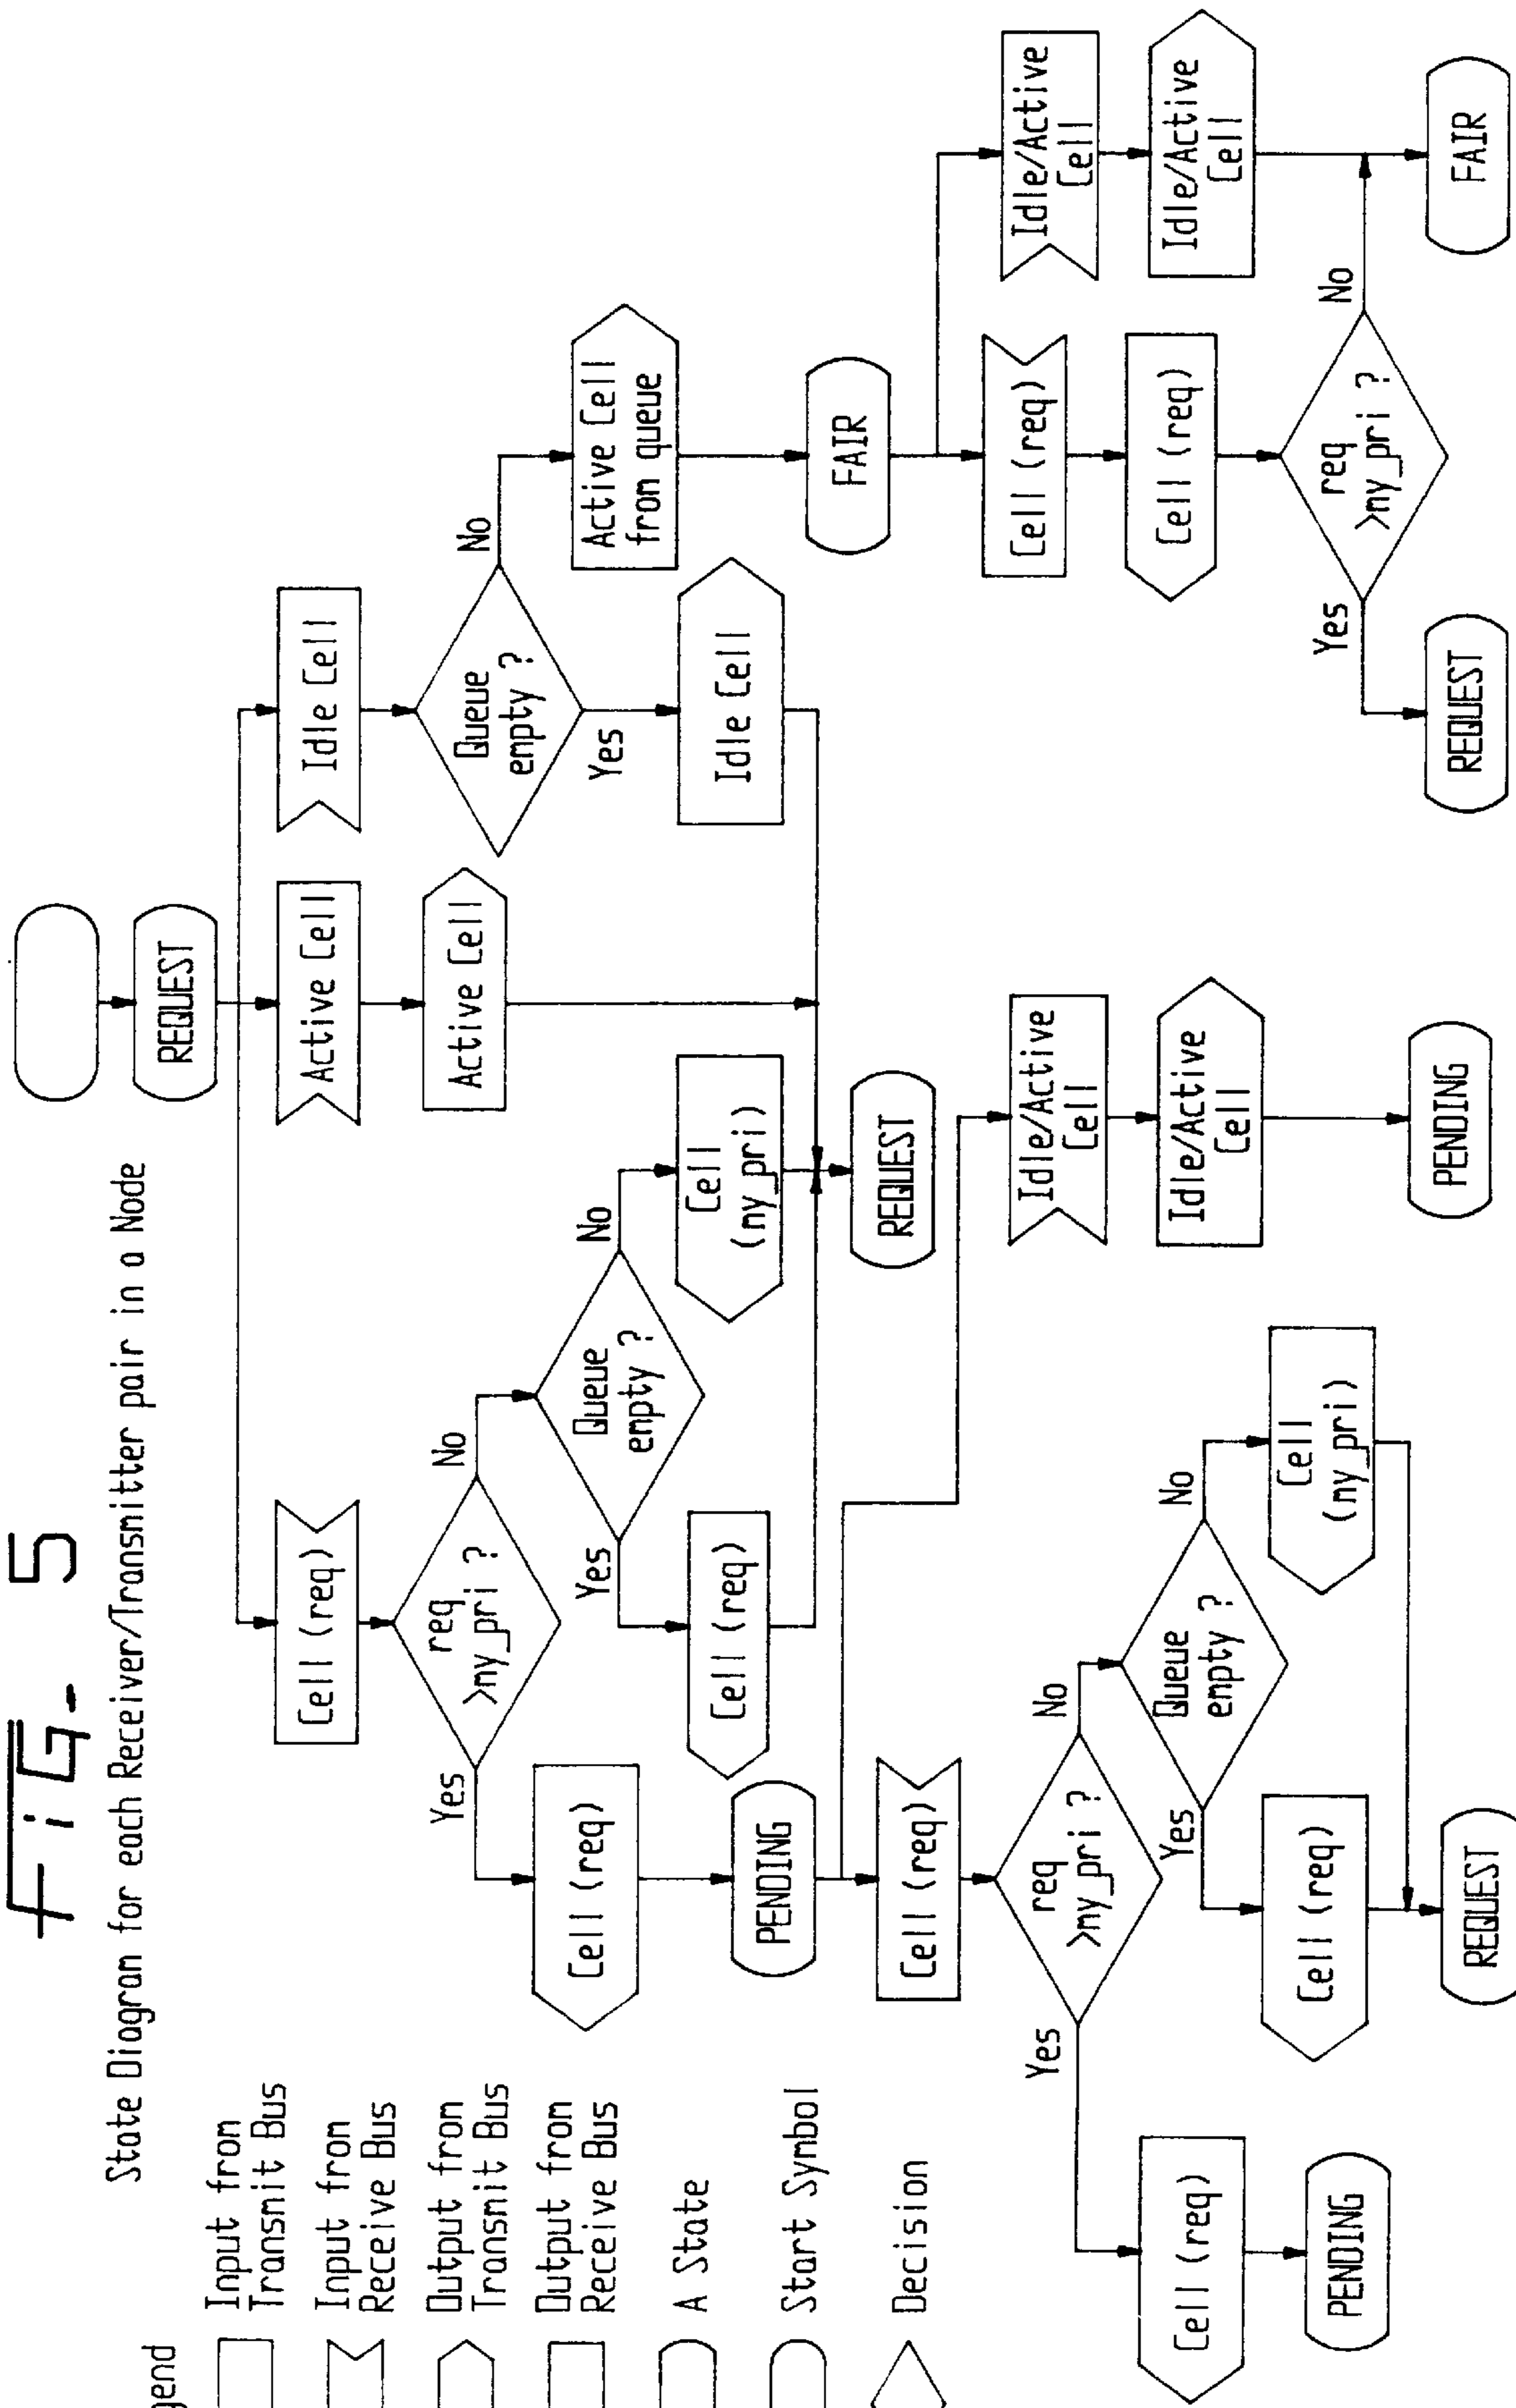 FiG. 5
State Diagram for each Receiver/Transmitter pair in a Node
gend
Input from
Transmit Bus
Input from
Receive Bus
Output from
Transmit Bus
Output from
Receive Bus
A State
Start Symbol
Decision
REQUEST
Cell (req)
Active Cell
Idle Cell
req
>my_pri ?
Yes
No
Active Cell
Queue
empty ?
No
Yes
Cell (req)
Queue
empty ?
Yes
No
Active Cell
from queue
Cell (req)
Cell
(my_pri)
Idle Cell
PENDING
REQUEST
FAIR
Cell (req)
Idle/Active
Cell
Cell (req)
Idle/Active
Cell
req
>my_pri ?
Yes
No
Idle/Active
Cell
Cell (req)
Idle/Active
Cell
Cell (req)
Queue
empty ?
Yes
No
req
>my_pri ?
Yes
No
Cell (req)
Cell
(my_pri)
PENDING
REQUEST
PENDING
REQUEST
FAIR